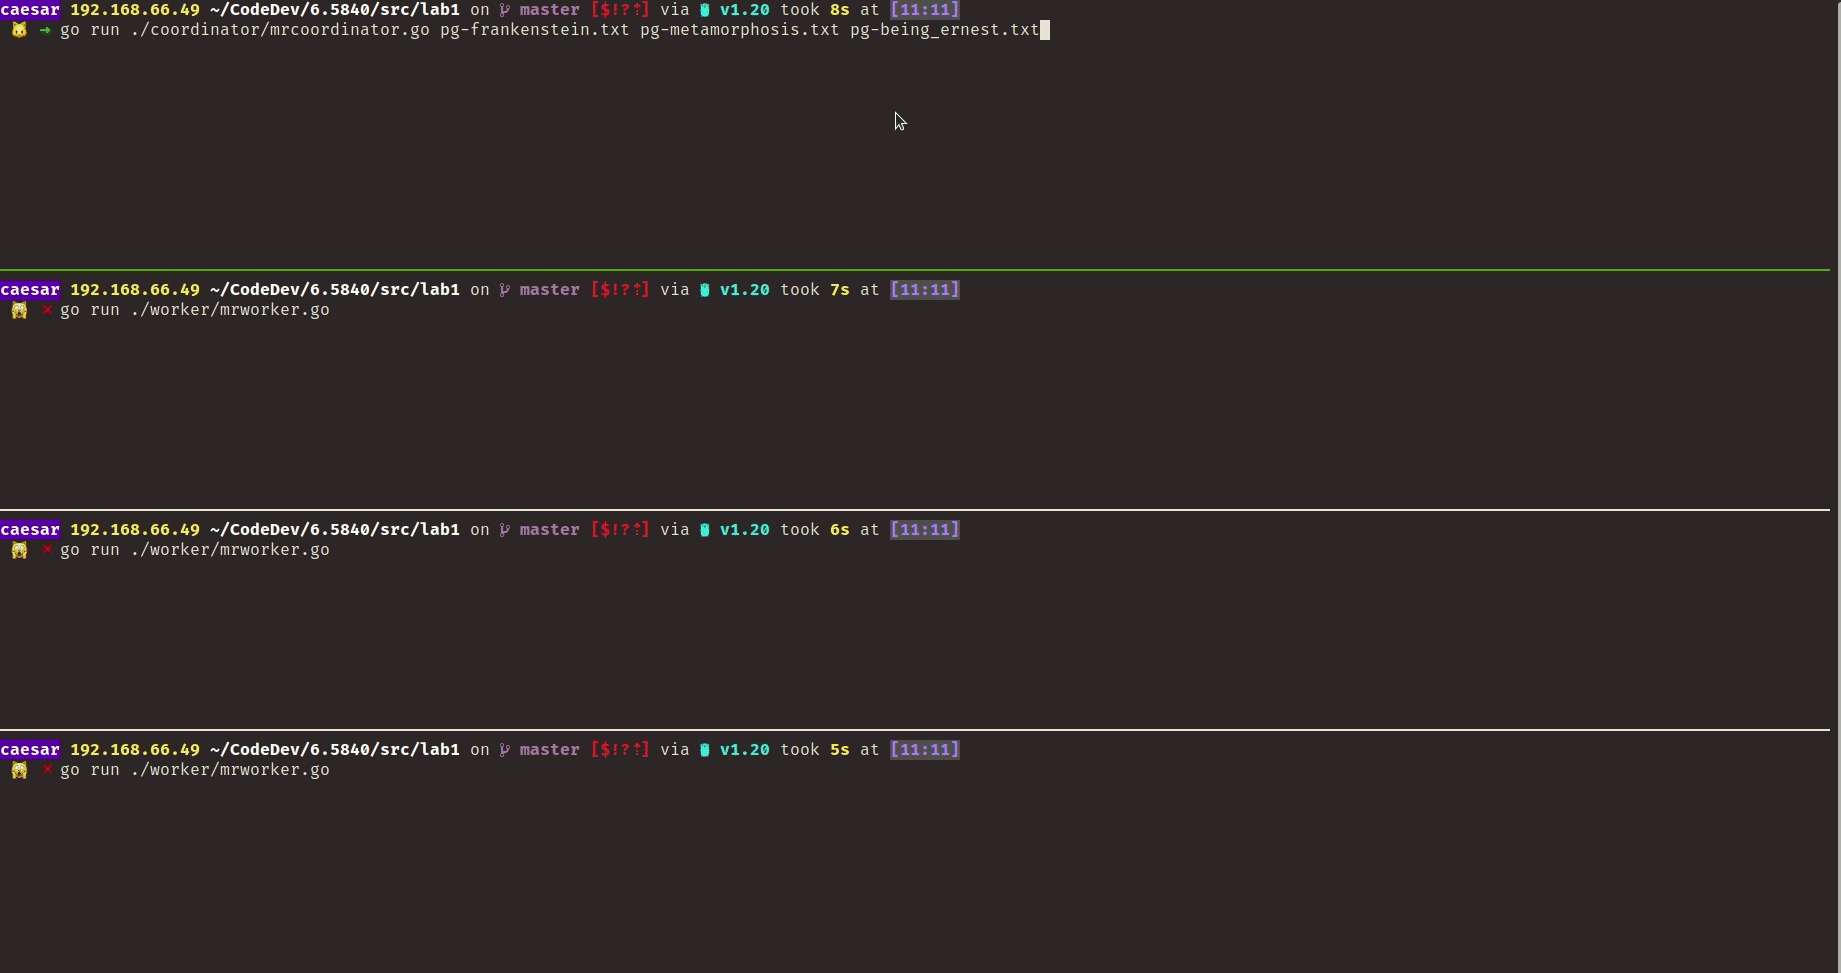 caesar 192.168.66.49 ~/CodeDev/6.5840/src/lab1 on master [$!?⇡] via v1.20 took 8s at [11:11]
→ go run ./coordinator/mrcoordinator.go pg-frankenstein.txt pg-metamorphosis.txt pg-being_ernest.txt
caesar 192.168.66.49 ~/CodeDev/6.5840/src/lab1 on master [$!?⇡] via v1.20 took 7s at [11:11]
× go run ./worker/mrworker.go
caesar 192.168.66.49 ~/CodeDev/6.5840/src/lab1 on master [$!?⇡] via v1.20 took 6s at [11:11]
× go run ./worker/mrworker.go
caesar 192.168.66.49 ~/CodeDev/6.5840/src/lab1 on master [$!?⇡] via v1.20 took 5s at [11:11]
× go run ./worker/mrworker.go